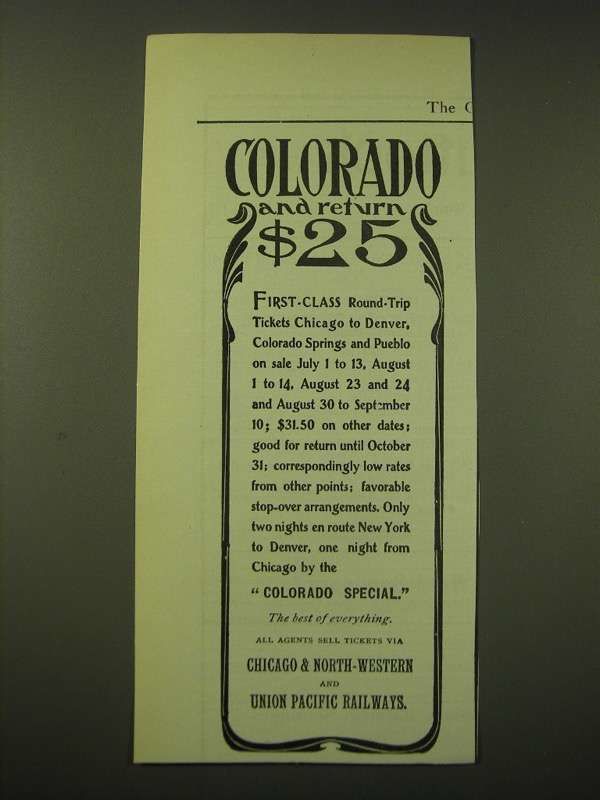 The
COLORADO
and return
$25
FIRST-CLASS Round-Trip
Tickets Chicago to Denver,
Colorado Springs and Pueblo
on sale July 1 to 13, August
1 to 14, August 23 and 24
and August 30 to September
10; $31.50 on other dates;
good for return until October
31; correspondingly low rates
from other points; favorable
stop-over arrangements. Only
two nights en route New York
to Denver, one night from
Chicago by the
"COLORADO SPECIAL."
The best of everything.
ALL AGENTS SELL TICKETS VIA
CHICAGO & NORTH-WESTERN
AND
UNION PACIFIC RAILWAYS.